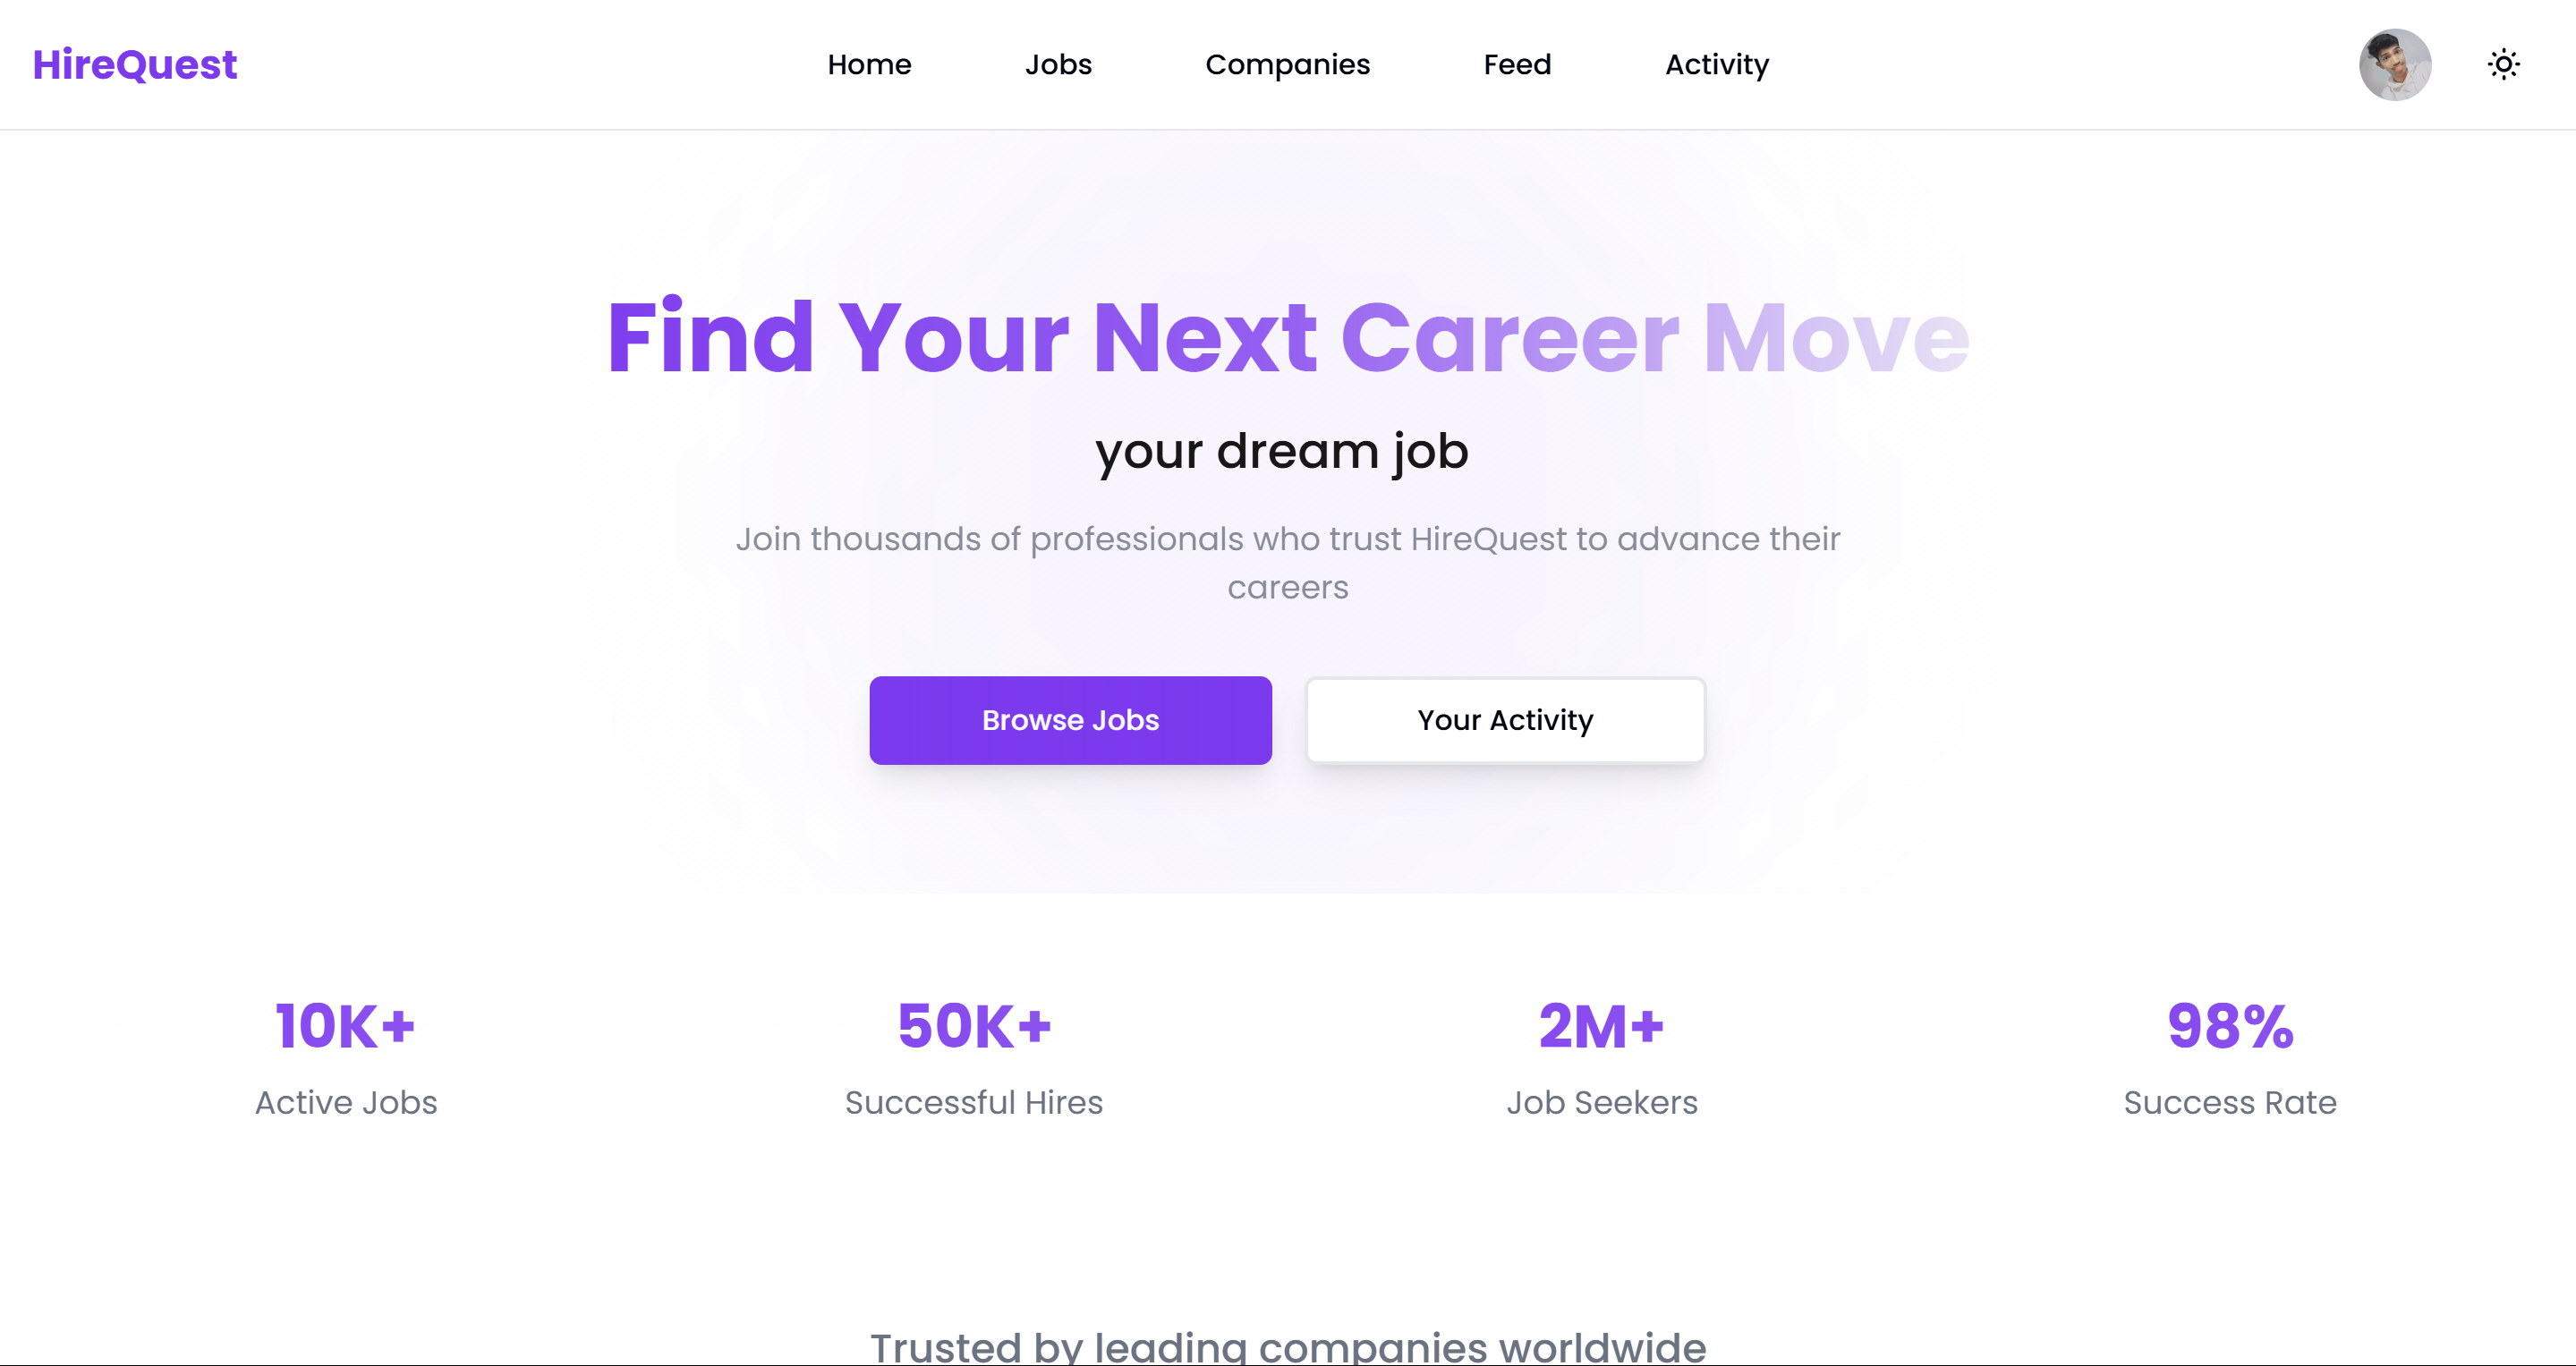 HireQuest
Home
Jobs
Companies
Feed
Activity
Find Your Next Career Move
your dream job
Join thousands of professionals who trust HireQuest to advance their
careers
Browse Jobs
Your Activity
10K+
50K+
2M+
98%
Active Jobs
Successful Hires
Job Seekers
Success Rate
Trusted by leading companies worldwide